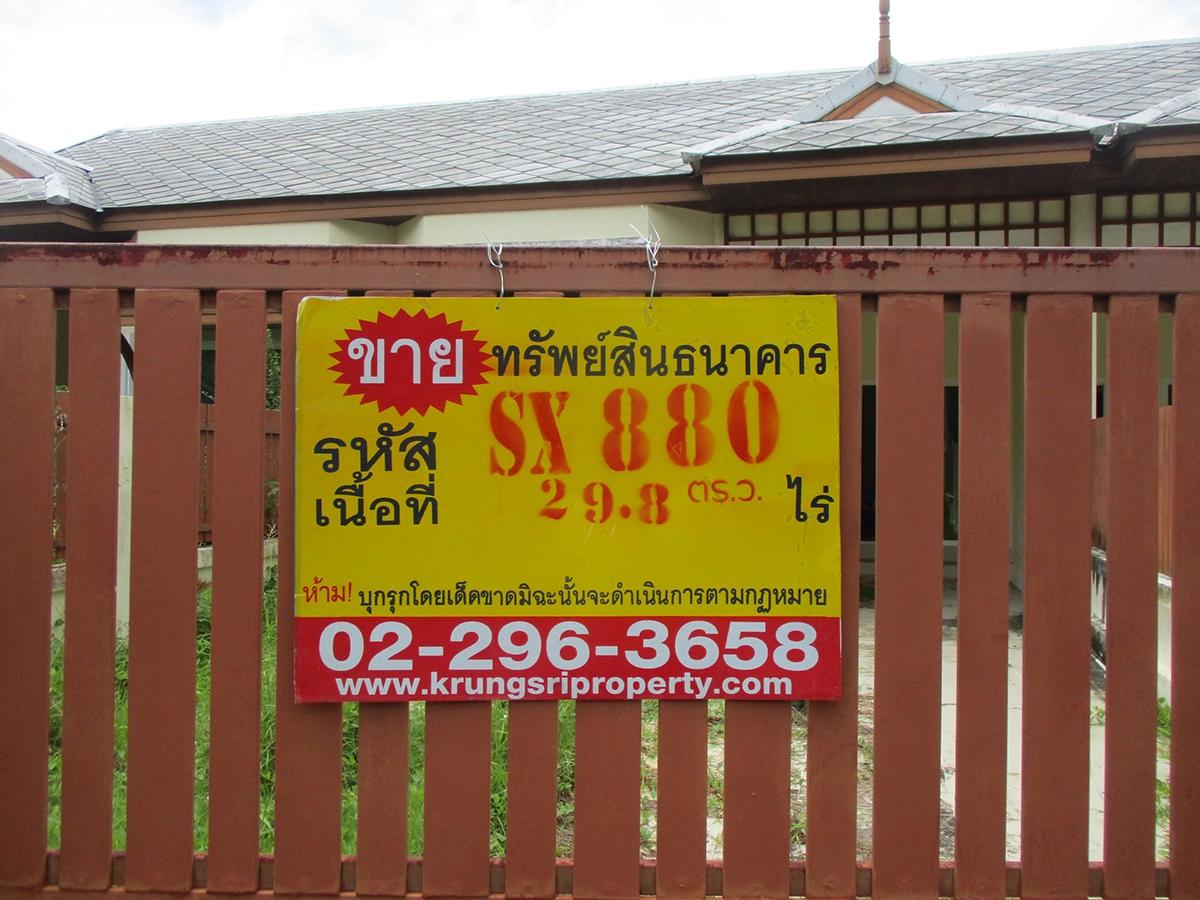 ขาย ทรัพย์สินธนาคาร
รหัส SX 880
เนื้อที่ 29.8 ตร.ว. ไร่
ห้าม! บุกรุกโดยเด็ดขาดมิฉะนั้นจะดำเนินการตามกฎหมาย
02-296-3658
www.krungsriproperty.com